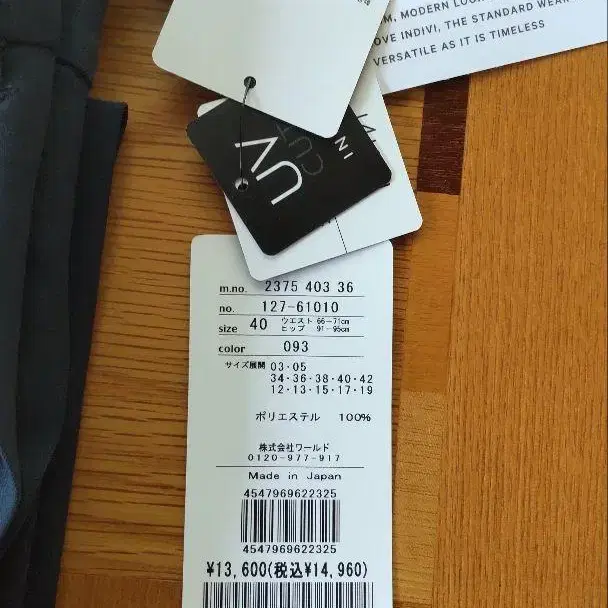 M, MODERN LOO
OVE INDIVI, THE STANDARD WEAR
VERSATILE AS IT IS TIMELESS
UV
CUT
INI
m.no. 2375 403 36
no. 127-61010
size 40 ウエスト 66-71cm
ヒップ 91-95cm
color 093
サイズ展開 03・05
34・36・38・40・42
12・13・15・17・19
ポリエステル 100%
株式会社ワールド
0120-977-917
Made in Japan
4547969622325
4547969622325
¥13,600(税込¥14,960)